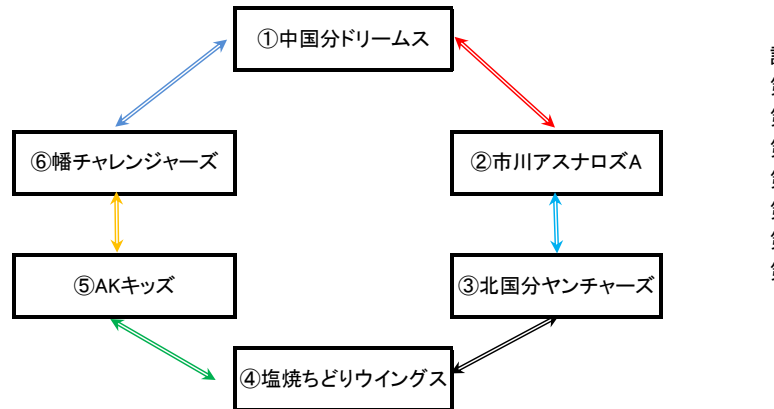 ①中国分ドリームス
⑥幡チャレンジャーズ
②市川アスナロズA
⑤AKキッズ
③北国分ヤンチャーズ
④塩焼ちどりウイングス